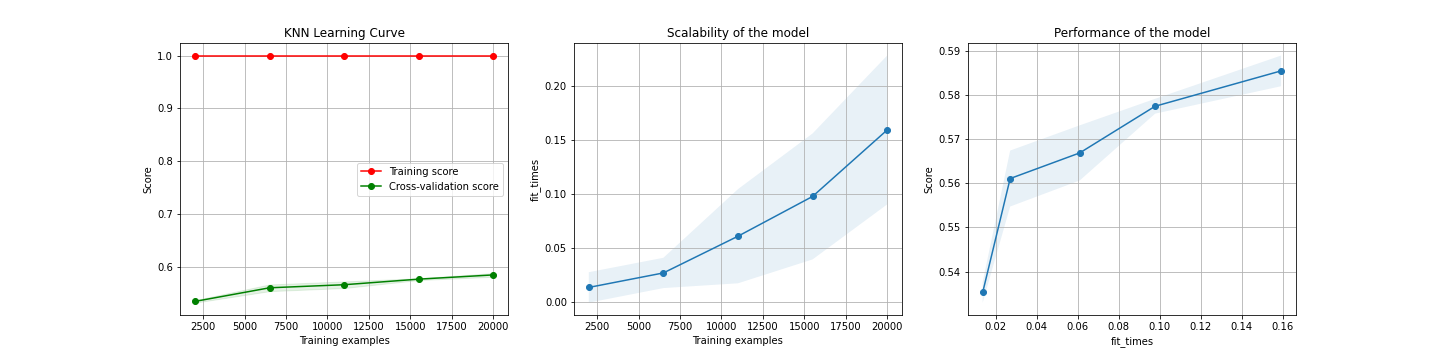 KNN Learning Curve
1.0
0.9
0.8
0.7
0.6
Score
Training score
Cross-validation score
2500 5000 7500 10000 12500 15000 17500 20000
Training examples
Scalability of the model
0.20
0.15
0.10
0.05
0.00
fit_times
2500 5000 7500 10000 12500 15000 17500 20000
Training examples
Performance of the model
0.59
0.58
0.57
0.56
0.55
0.54
Score
0.02 0.04 0.06 0.08 0.10 0.12 0.14 0.16
fit_times